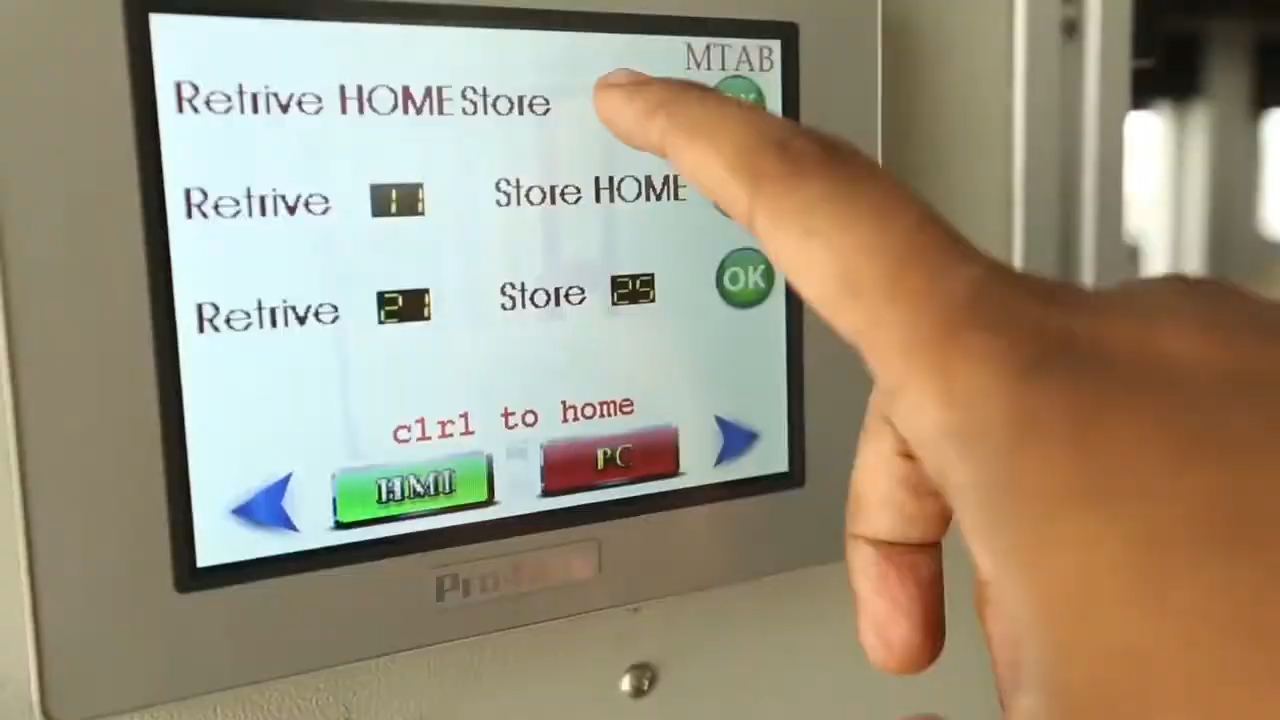 MTAB
Retrive HOME Store
Retrive 11 Store HOME
Retrive 21 Store 25 OK
c1r1 to home
HMI PC